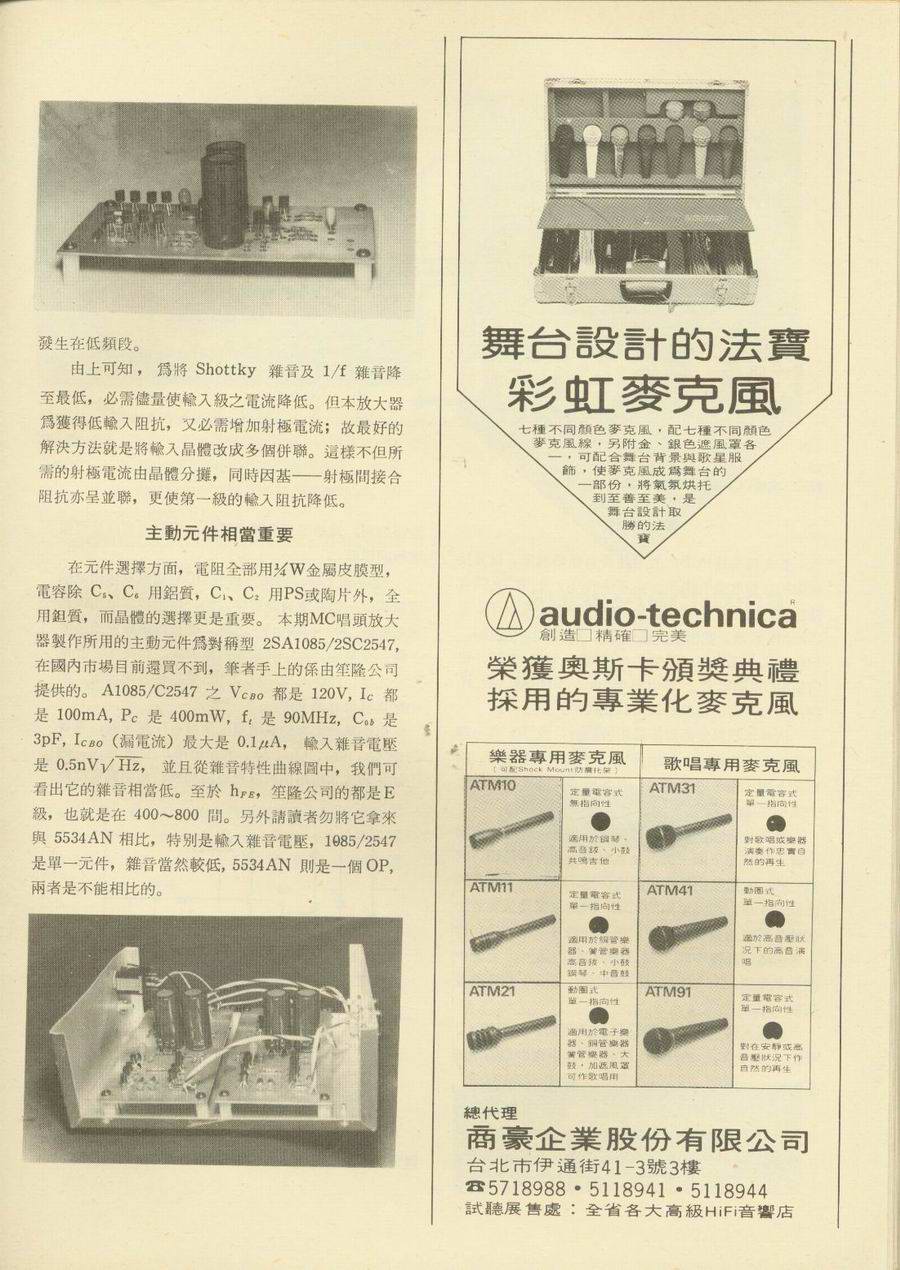 發生在低頻段。
由上可知，爲將 Shottky 雜音及 1/f 雜音降
至最低，必需儘量使輸入級之電流降低。但本放大器
爲獲得低輸入阻抗，又必需增加射極電流；故最好的
解決方法就是將輸入晶體改成多個併聯。這樣不但所
需的射極電流由晶體分攤，同時因基——射極間接合
阻抗亦呈並聯，更使第一級的輸入阻抗降低。
主動元件相當重要
在元件選擇方面，電阻全部用¼W金屬皮膜型，
電容除 C₅、C₆ 用鋁質，C₁、C₂ 用PS或陶片外，全
用鉭質，而晶體的選擇更是重要。本期MC唱頭放大
器製作所用的主動元件爲對稱型 2SA1085/2SC2547,
在國內市場目前還買不到，筆者手上的係由笙隆公司
提供的。 A1085/C2547 之 VCBO 都是 120V, IC 都
是 100mA, PC 是 400mW, ft 是 90MHz, Cob 是
3pF, ICBO（漏電流）最大是 0.1μA， 輸入雜音電壓
是 0.5nV√Hz， 並且從雜音特性曲線圖中，我們可
看出它的雜音相當低。至於 hFE，笙隆公司的都是E
級，也就是在 400～800 間。另外請讀者勿將它拿來
與 5534AN 相比，特別是輸入雜音電壓，1985/2547
是單一元件，雜音當然較低，5534AN 則是一個 OP，
兩者是不能相比的。
舞台設計的法寶
彩虹麥克風
七種不同顏色麥克風，配七種不同顏色
麥克風線，另附金、銀色遮風罩各
一，可配合舞台背景與歌星服
飾，使麥克風成爲舞台的
一部份，將氣氛烘托
到至善至美，是
舞台設計取
勝的法
寶
audio-technica
R
創造□精確□完美
榮獲奧斯卡頒獎典禮
採用的專業化麥克風
樂器專用麥克風
（可配Shock Mount防震托架）
歌唱專用麥克風
ATM10
定量電容式
無指向性
適用於鋼琴、
高音鈸、小鼓
共鳴吉他
ATM31
定量電容式
單一指向性
對歌唱或樂器
演奏作忠實自
然的再生
ATM11
定量電容式
單一指向性
適用於銅管樂
器、簧管樂器
高音鈸、小鼓
鋼琴、中音鼓
ATM41
動圈式
單一指向性
適於高音壓狀
况下的高音演
唱
ATM21
動圈式
單一指向性
適用於電子樂
器、銅管樂器
簧管樂器、大
鼓，加遮風罩
可作歌唱用
ATM91
定量電容式
單一指向性
對在安靜或高
音壓狀況下作
自然的再生
總代理
商豪企業股份有限公司
台北市伊通街41-3號3樓
☎5718988・5118941・5118944
試聽展售處：全省各大高級HiFi音響店